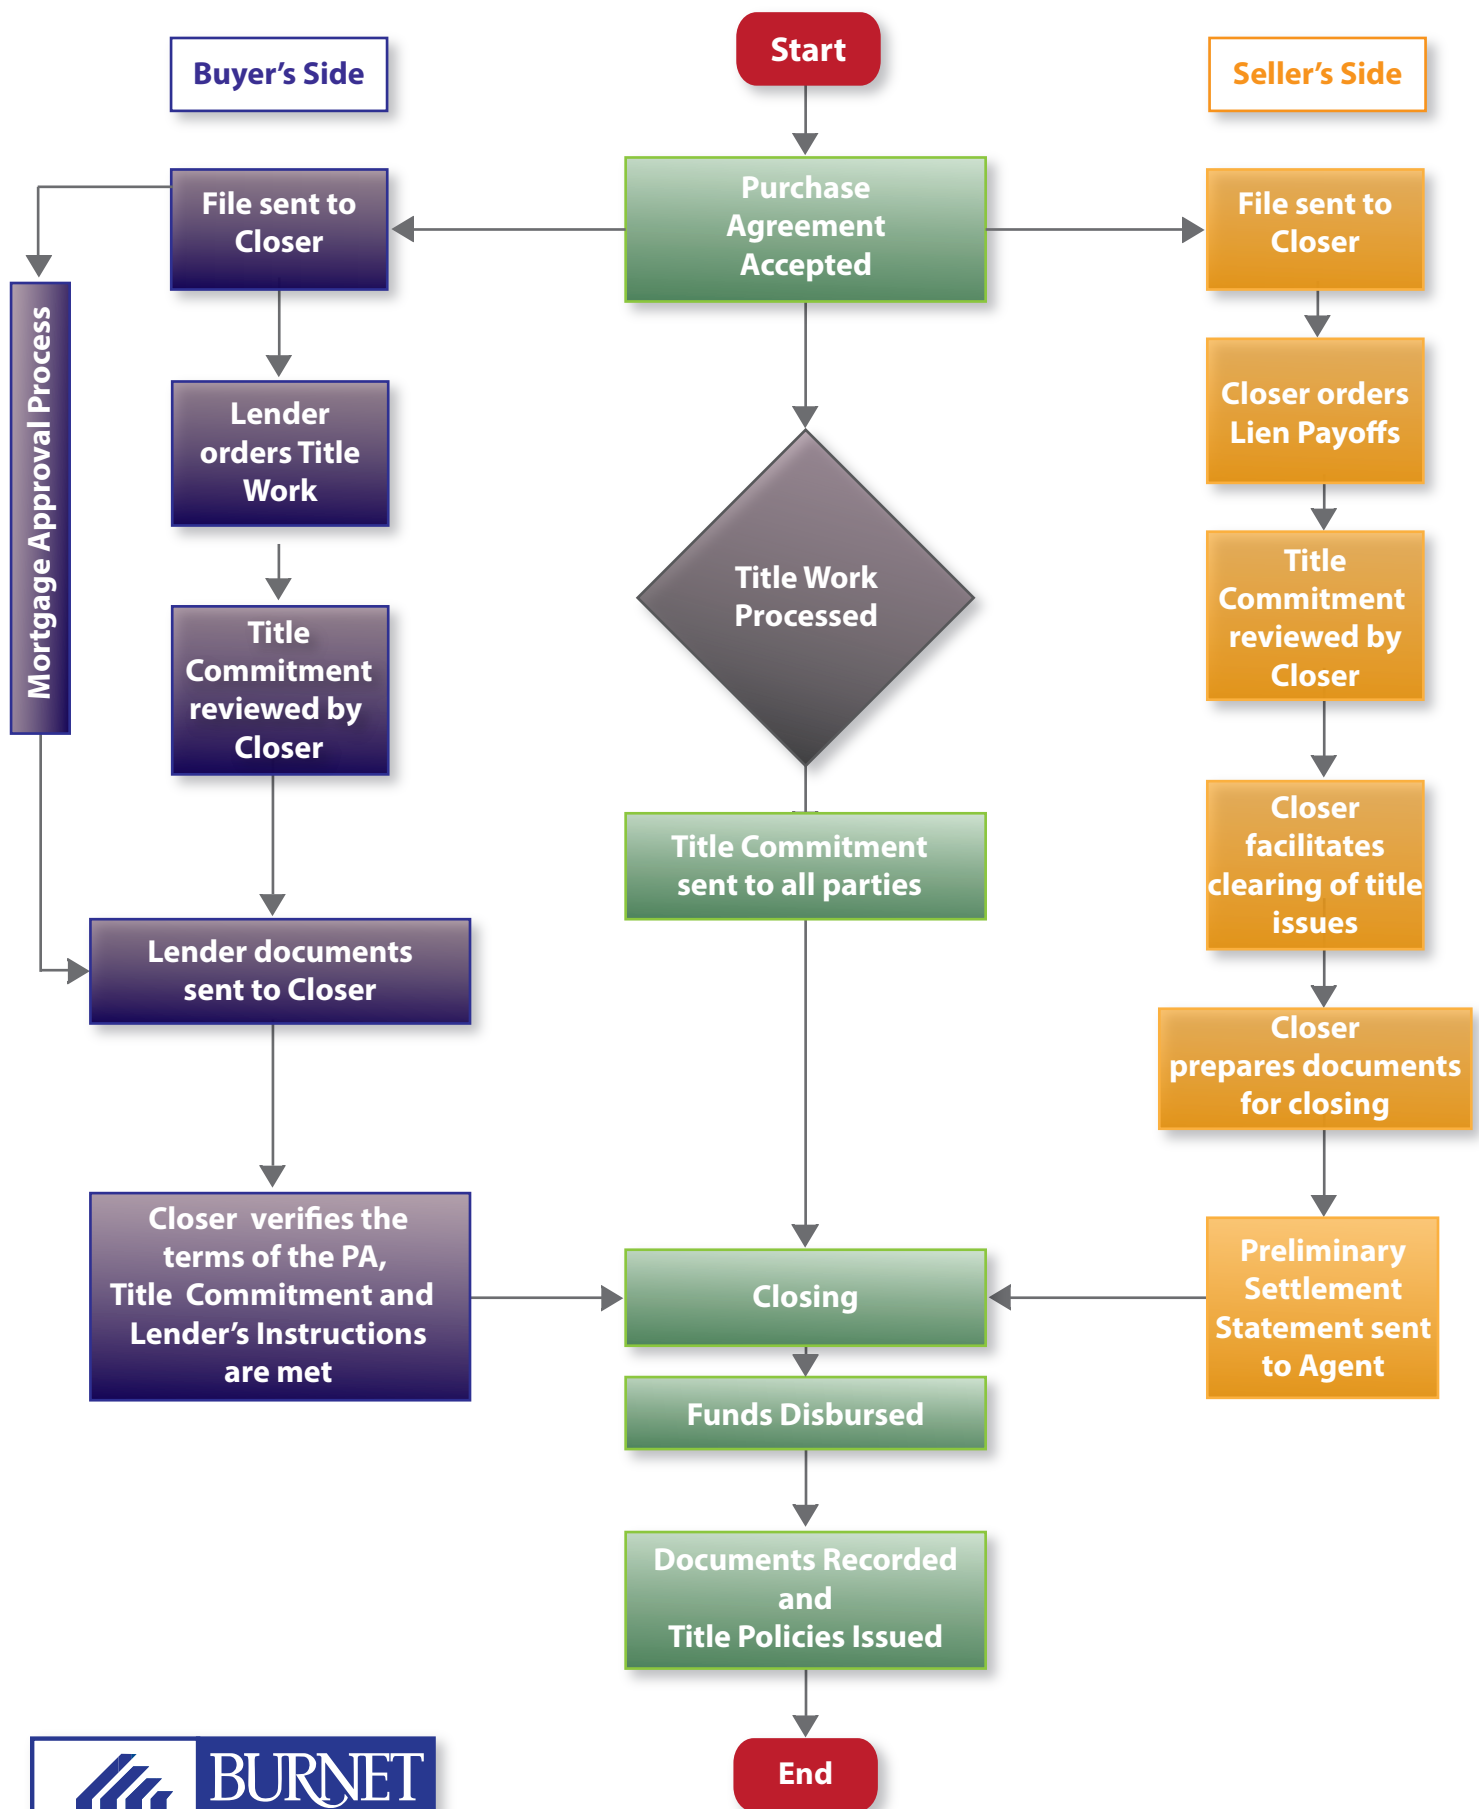 Start
Buyer's Side
Seller's Side
File sent to
Closer
Purchase
Agreement
Accepted
File sent to
Closer
Mortgage Approval Process
Lender
orders Title
Work
Closer orders
Lien Payoffs
Title Work
Processed
Title
Commitment
reviewed by
Closer
Title
Commitment
reviewed by
Closer
Title Commitment
sent to all parties
Closer
facilitates
clearing of title
issues
Lender documents
sent to Closer
Closer
prepares documents
for closing
Closer verifies the
terms of the PA,
Title Commitment and
Lender's Instructions
are met
Closing
Preliminary
Settlement
Statement sent
to Agent
Funds Disbursed
Documents Recorded
and
Title Policies Issued
End
BURNET